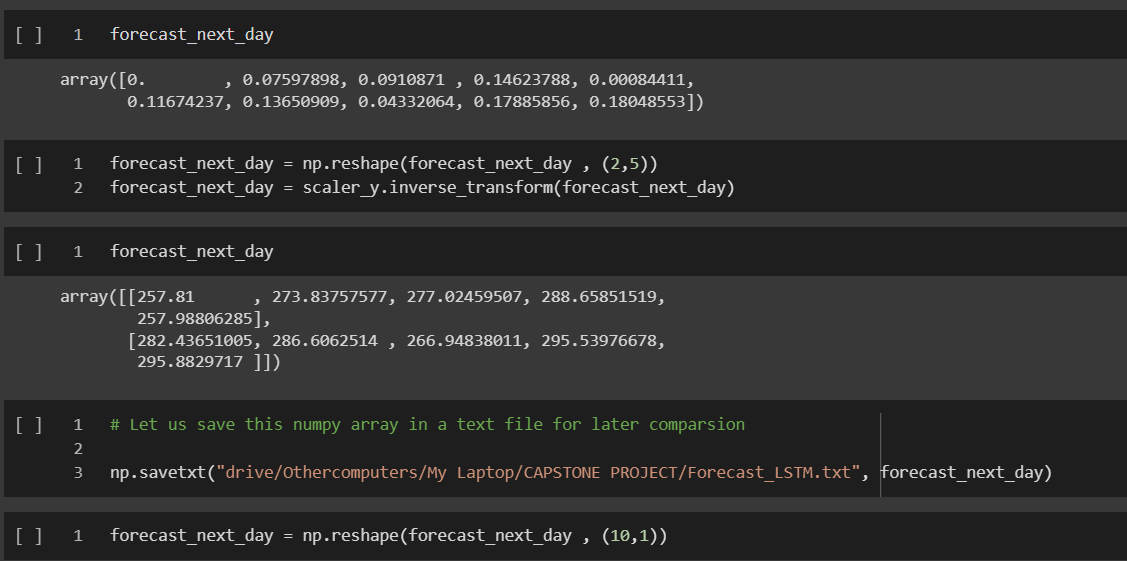 [ ] 1 forecast_next_day
array([0.        , 0.07597898, 0.0910871 , 0.14623788, 0.00084411,
       0.11674237, 0.13650909, 0.04332064, 0.17885856, 0.18048553])
[ ] 1 forecast_next_day = np.reshape(forecast_next_day , (2,5))
2 forecast_next_day = scaler_y.inverse_transform(forecast_next_day)
[ ] 1 forecast_next_day
array([[257.81      , 273.83757577, 277.02459507, 288.65851519,
        257.98806285],
       [282.43651005, 286.6062514 , 266.94838011, 295.53976678,
        295.8829717 ]])
[ ] 1 # Let us save this numpy array in a text file for later comparsion
2
3 np.savetxt("drive/Othercomputers/My Laptop/CAPSTONE PROJECT/Forecast_LSTM.txt", forecast_next_day)
[ ] 1 forecast_next_day = np.reshape(forecast_next_day , (10,1))